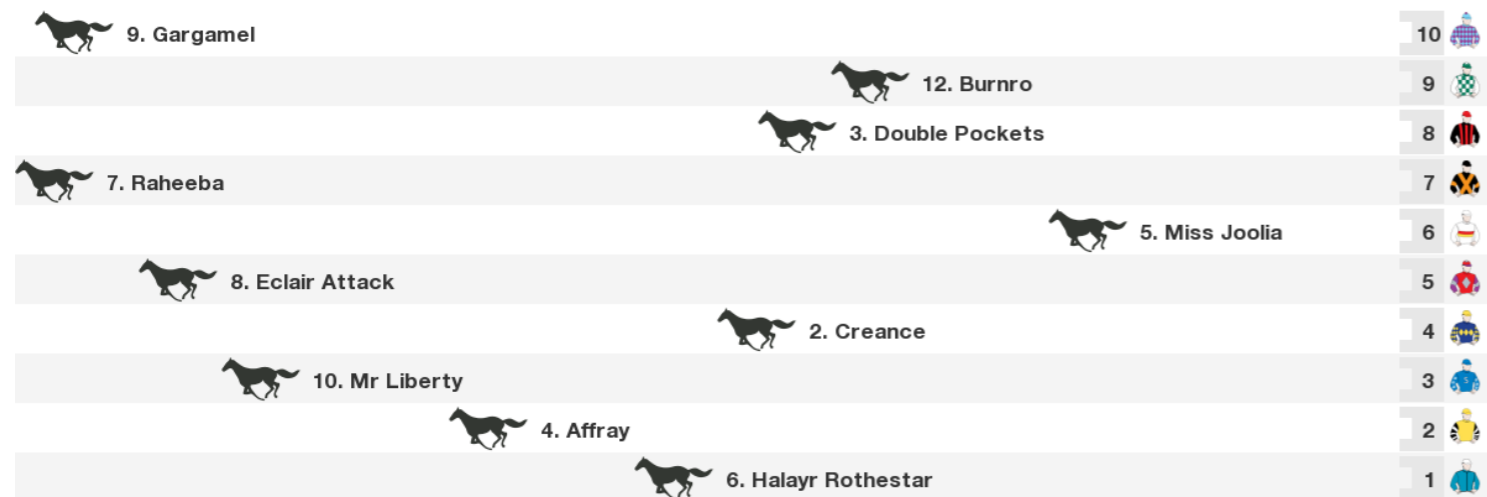 9. Gargamel 10
12. Burnro 9
3. Double Pockets 8
7. Raheeba 7
5. Miss Joolia 6
8. Eclair Attack 5
2. Creance 4
10. Mr Liberty 3
4. Affray 2
6. Halayr Rothestar 1